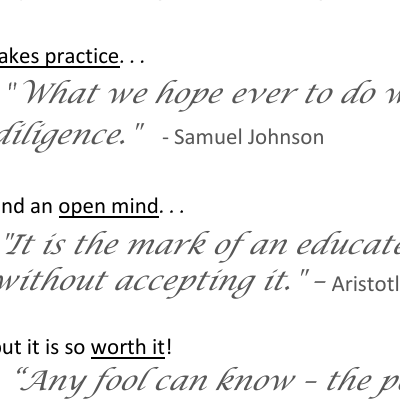 akes practice. . .
"What we hope ever to do w
diligence." - Samuel Johnson
nd an open mind. . .
"It is the mark of an educate
without accepting it." – Aristotl
out it is so worth it!
“Any fool can know – the p